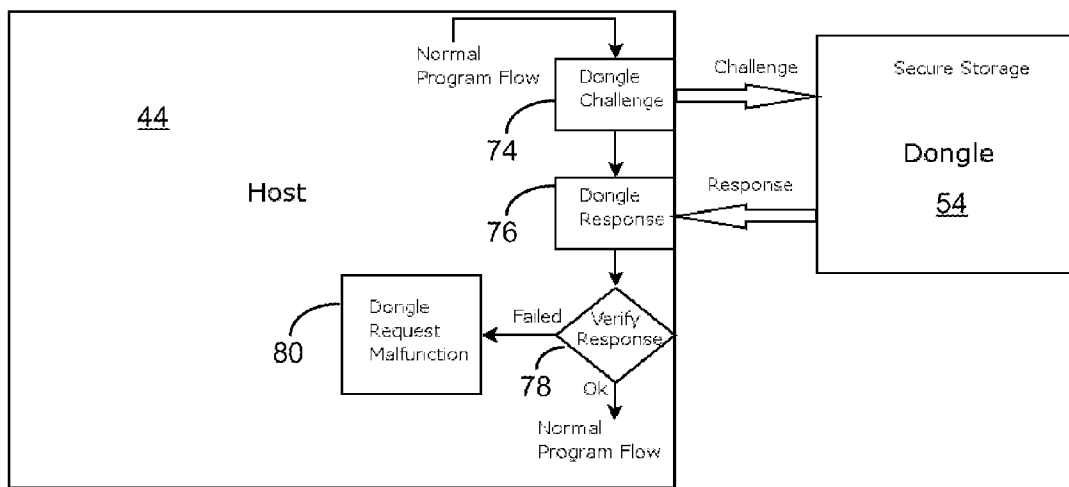 Normal
Program Flow
Dongle
Challenge
74
Challenge
Secure Storage
44
Host
Dongle
54
Dongle
Response
76
Response
Dongle
Request
Malfunction
80
Failed
Verify
Response
78
Ok
Normal
Program Flow